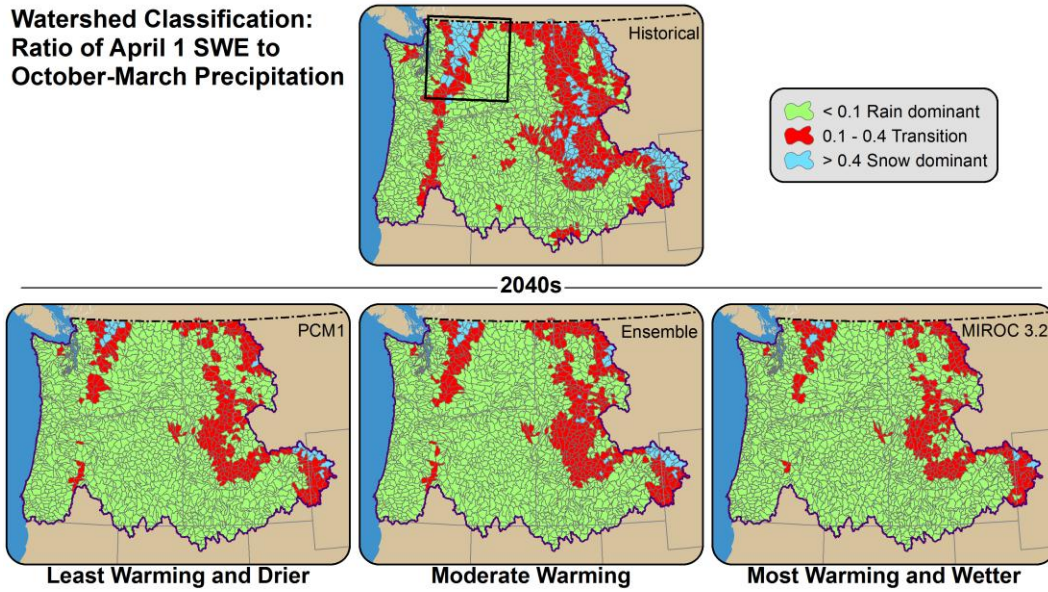 Watershed Classification:
Ratio of April 1 SWE to
October-March Precipitation
Historical
< 0.1 Rain dominant
0.1 - 0.4 Transition
> 0.4 Snow dominant
2040s
PCM1
Ensemble
MIROC 3.2
Least Warming and Drier
Moderate Warming
Most Warming and Wetter